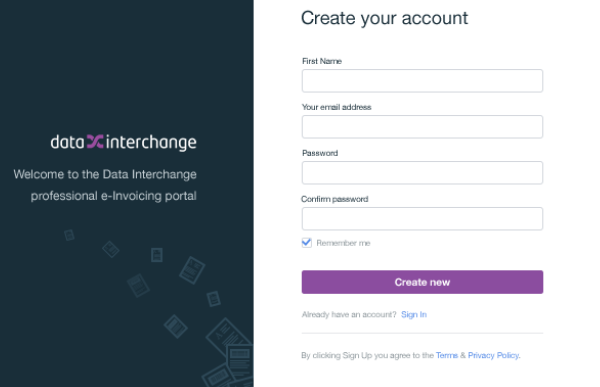 Create your account
First Name
Your email address
data interchange
Password
Welcome to the Data Interchange
professional e-Invoicing portal
Confirm password
Remember me
Create new
Already have an account? Sign In
By clicking Sign Up you agree to the Terms & Privacy Policy.